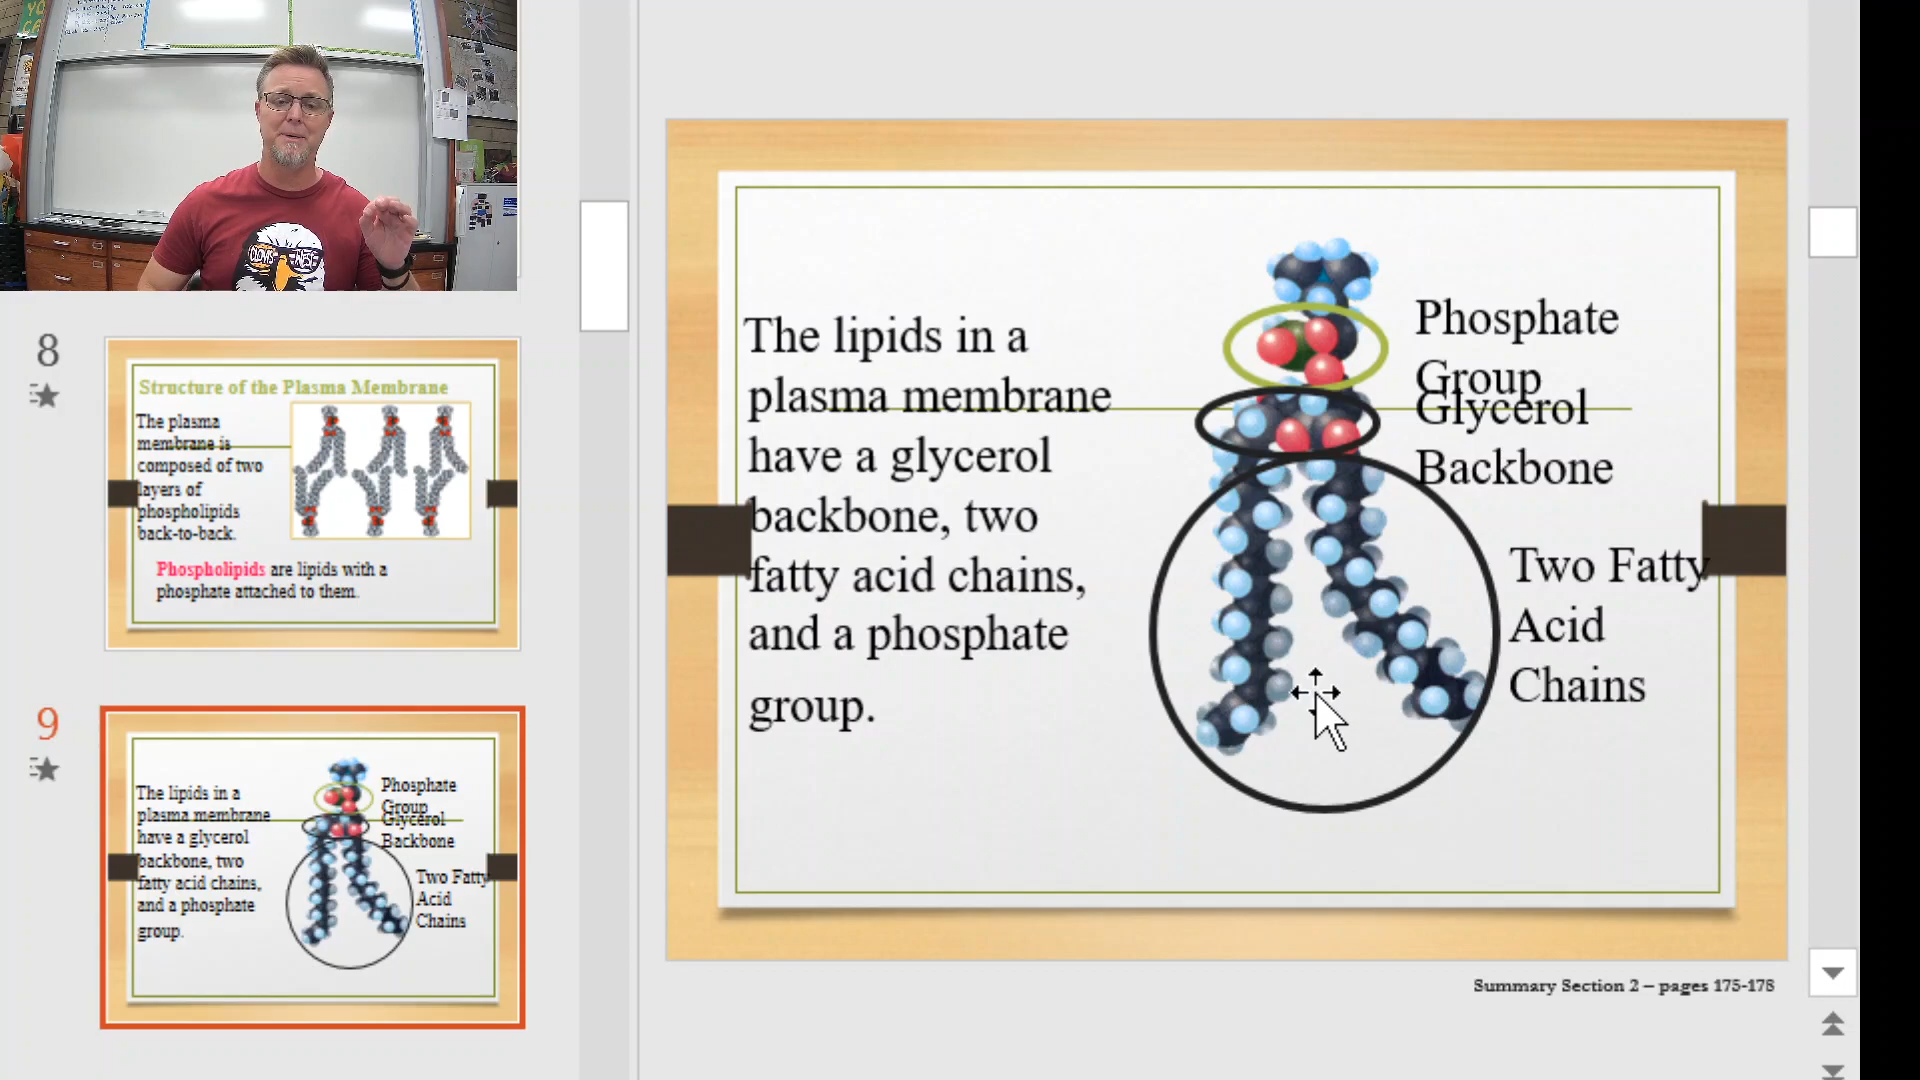 YO
CA
CLOVIS WEST
8
Structure of the Plasma Membrane
The plasma
membrane is
composed of two
layers of
phospholipids
back-to-back.
Phospholipids are lipids with a
phosphate attached to them.
9
The lipids in a
plasma membrane
have a glycerol
backbone, two
fatty acid chains,
and a phosphate
group.
Phosphate
Group
Glycerol
Backbone
Two Fatty
Acid
Chains
The lipids in a
plasma membrane
have a glycerol
backbone, two
fatty acid chains,
and a phosphate
group.
Phosphate
Group
Glycerol
Backbone
Two Fatty
Acid
Chains
Summary Section 2 – pages 175-178